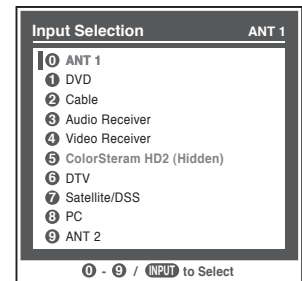 Input Selection ANT 1
0 ANT 1
1 DVD
2 Cable
3 Audio Receiver
4 Video Receiver
5 ColorSteram HD2 (Hidden)
6 DTV
7 Satellite/DSS
8 PC
9 ANT 2
0 - 9 / INPUT to Select